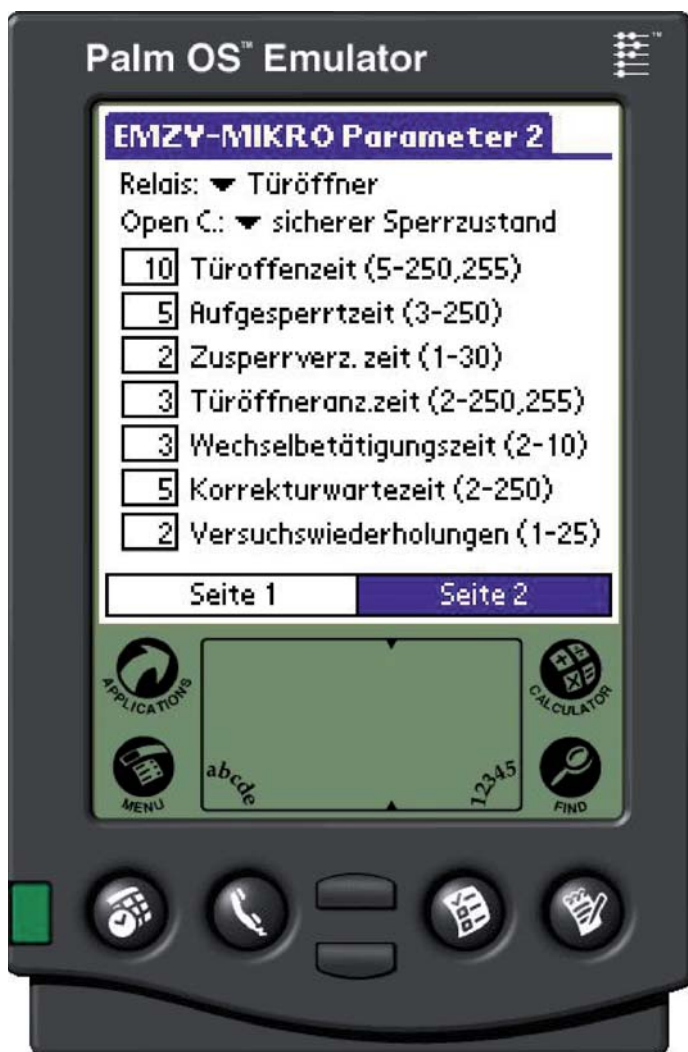 Palm OS™ Emulator
™
EMZY-MIKRO Parameter 2
Relais: Türöffner
Open C.: sicherer Sperrzustand
10 Türoffenzeit (5-250,255)
5 Aufgesperrtzeit (3-250)
2 Zusperrverz. zeit (1-30)
3 Türöffneranz.zeit (2-250,255)
3 Wechselbetätigungszeit (2-10)
5 Korrekturwartezeit (2-250)
2 Versuchswiederholungen (1-25)
Seite 1 Seite 2
APPLICATIONS
CALCULATOR
MENU
abcde
12345
FIND